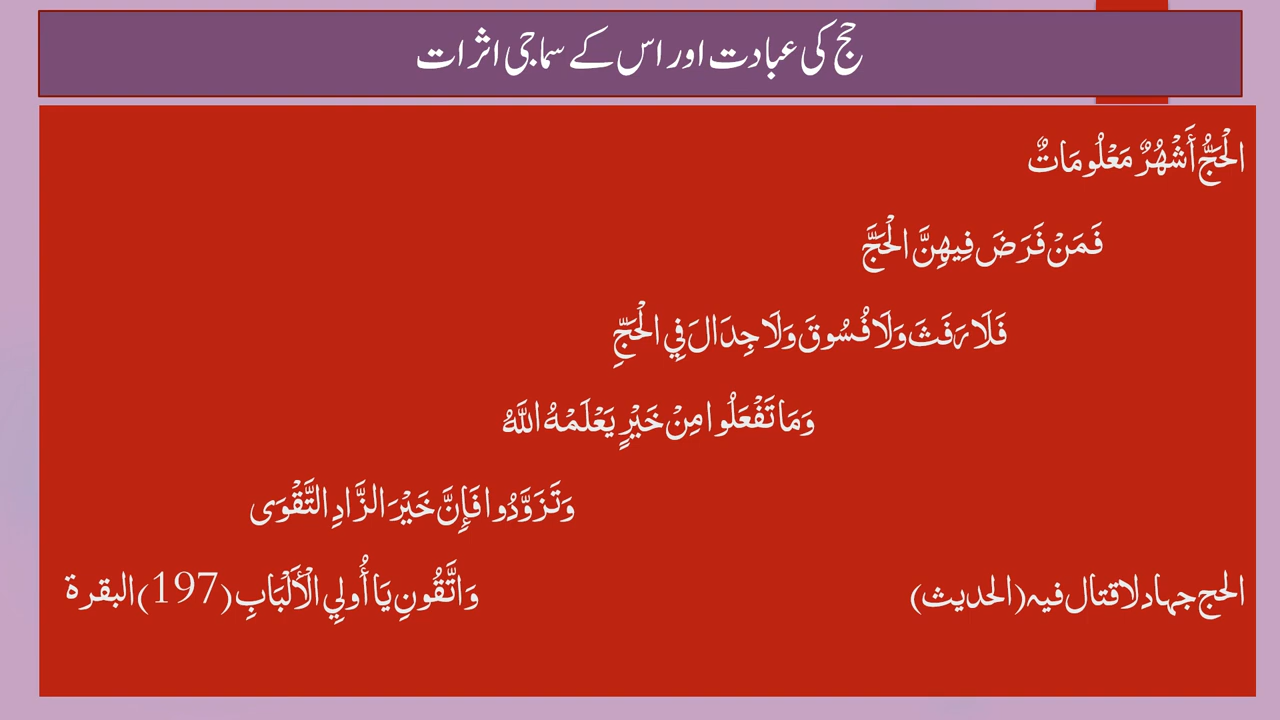 حج کی عبادت اور اس کے سماجی اثرات
الْحَجُّ أَشْهُرٌ مَعْلُومَاتٌ
فَمَنْ فَرَضَ فِيهِنَّ الْحَجَّ
فَلَا رَفَثَ وَلَا فُسُوقَ وَلَا جِدَالَ فِي الْحَجِّ
وَمَا تَفْعَلُوا مِنْ خَيْرٍ يَعْلَمْهُ اللَّهُ
وَتَزَوَّدُوا فَإِنَّ خَيْرَ الزَّادِ التَّقْوَى
الحج جهاد لا قتال فيه (الحديث) وَاتَّقُونِ يَا أُولِي الْأَلْبَابِ (197) البقرة